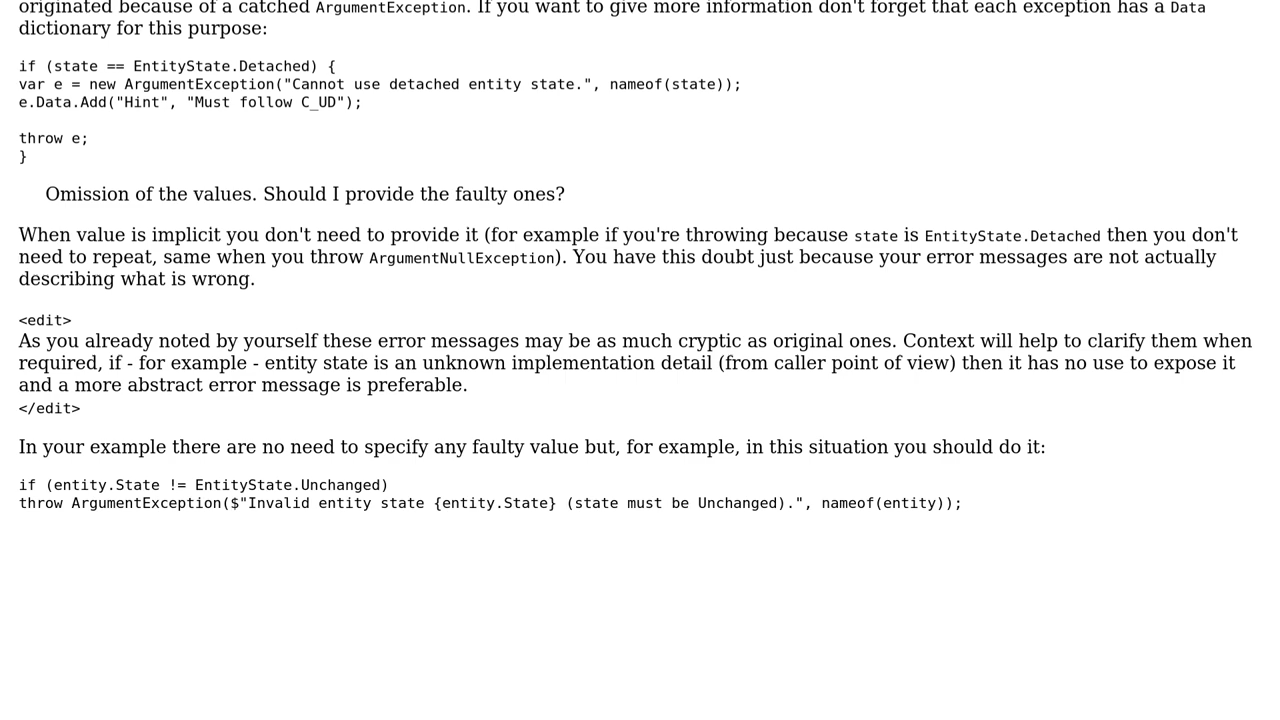 originated because of a catched ArgumentException. If you want to give more information don't forget that each exception has a Data
dictionary for this purpose:
if (state == EntityState.Detached) {
var e = new ArgumentException("Cannot use detached entity state.", nameof(state));
e.Data.Add("Hint", "Must follow C_UD");
throw e;
}
Omission of the values. Should I provide the faulty ones?
When value is implicit you don't need to provide it (for example if you're throwing because state is EntityState.Detached then you don't
need to repeat, same when you throw ArgumentNullException). You have this doubt just because your error messages are not actually
describing what is wrong.
<edit>
As you already noted by yourself these error messages may be as much cryptic as original ones. Context will help to clarify them when
required, if - for example - entity state is an unknown implementation detail (from caller point of view) then it has no use to expose it
and a more abstract error message is preferable.
</edit>
In your example there are no need to specify any faulty value but, for example, in this situation you should do it:
if (entity.State != EntityState.Unchanged)
throw ArgumentException($"Invalid entity state {entity.State} (state must be Unchanged).", nameof(entity));